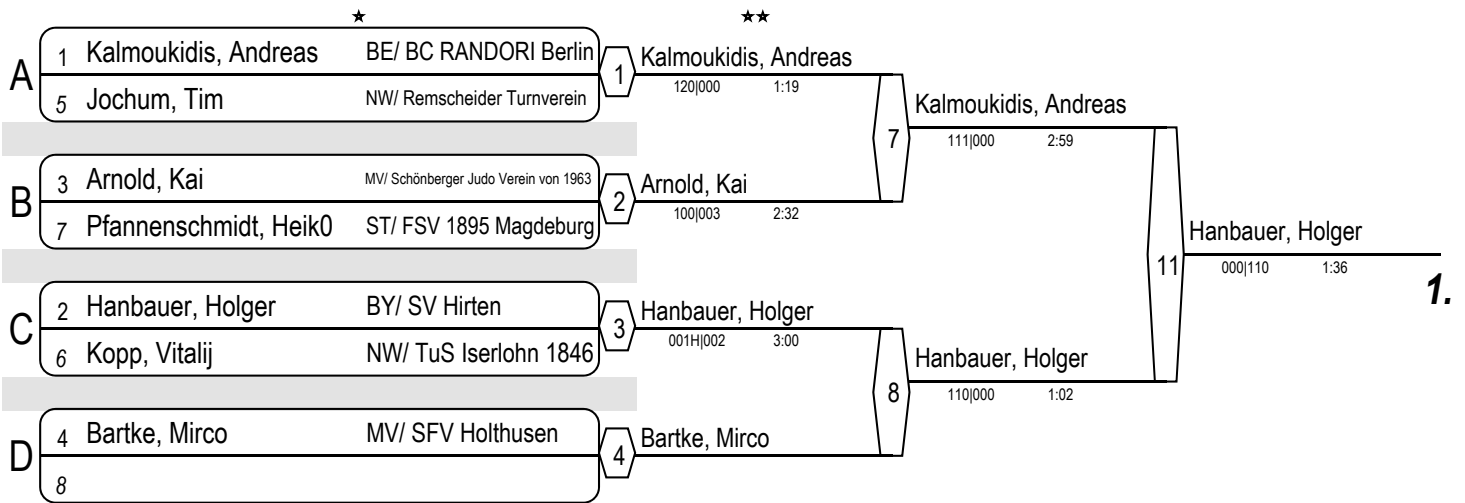 ★ ★★
A
1 Kalmoukidis, Andreas BE/ BC RANDORI Berlin
5 Jochum, Tim NW/ Remscheider Turnverein
1
Kalmoukidis, Andreas
120|000 1:19
B
3 Arnold, Kai MV/ Schönberger Judo Verein von 1963
7 Pfannenschmidt, Heik0 ST/ FSV 1895 Magdeburg
2
Arnold, Kai
100|003 2:32
7
Kalmoukidis, Andreas
111|000 2:59
C
2 Hanbauer, Holger BY/ SV Hirten
6 Kopp, Vitalij NW/ TuS Iserlohn 1846
3
Hanbauer, Holger
001H|002 3:00
D
4 Bartke, Mirco MV/ SFV Holthusen
8
4
Bartke, Mirco
8
Hanbauer, Holger
110|000 1:02
11
Hanbauer, Holger
000|110 1:36
1.